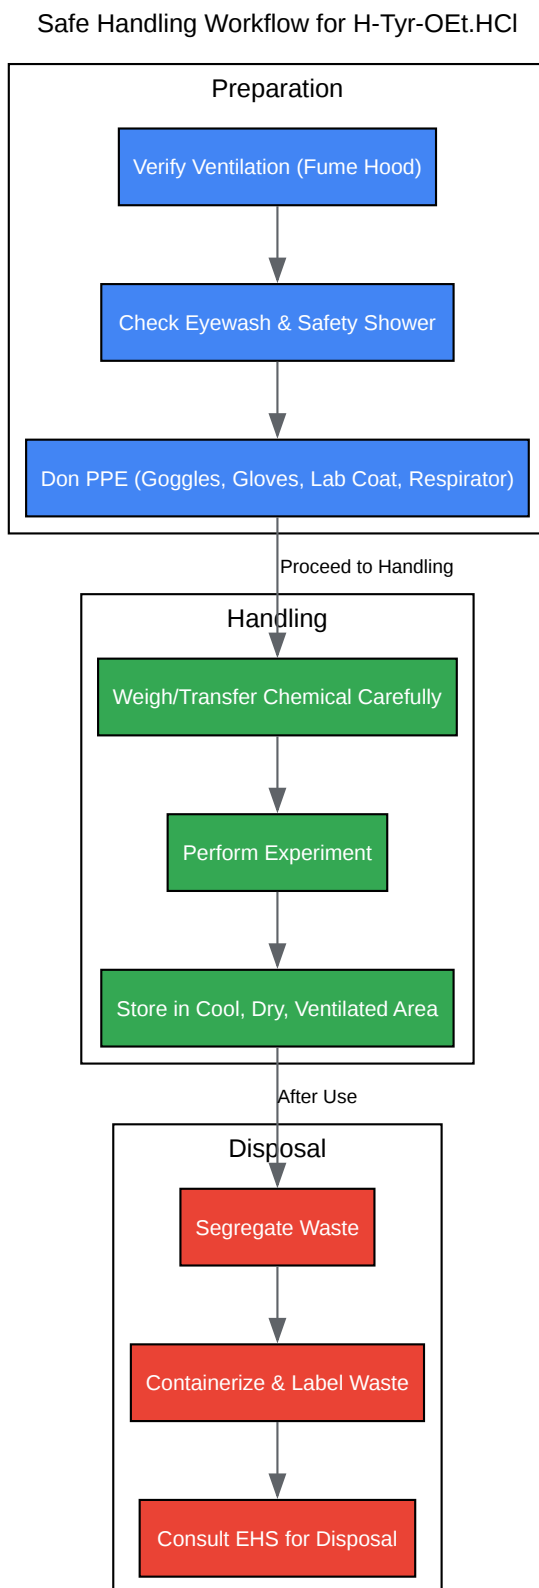 Safe Handling Workflow for H-Tyr-OEt.HCl
Preparation
Verify Ventilation (Fume Hood)
Check Eyewash & Safety Shower
Don PPE (Goggles, Gloves, Lab Coat, Respirator)
Proceed to Handling
Handling
Weigh/Transfer Chemical Carefully
Perform Experiment
Store in Cool, Dry, Ventilated Area
After Use
Disposal
Segregate Waste
Containerize & Label Waste
Consult EHS for Disposal